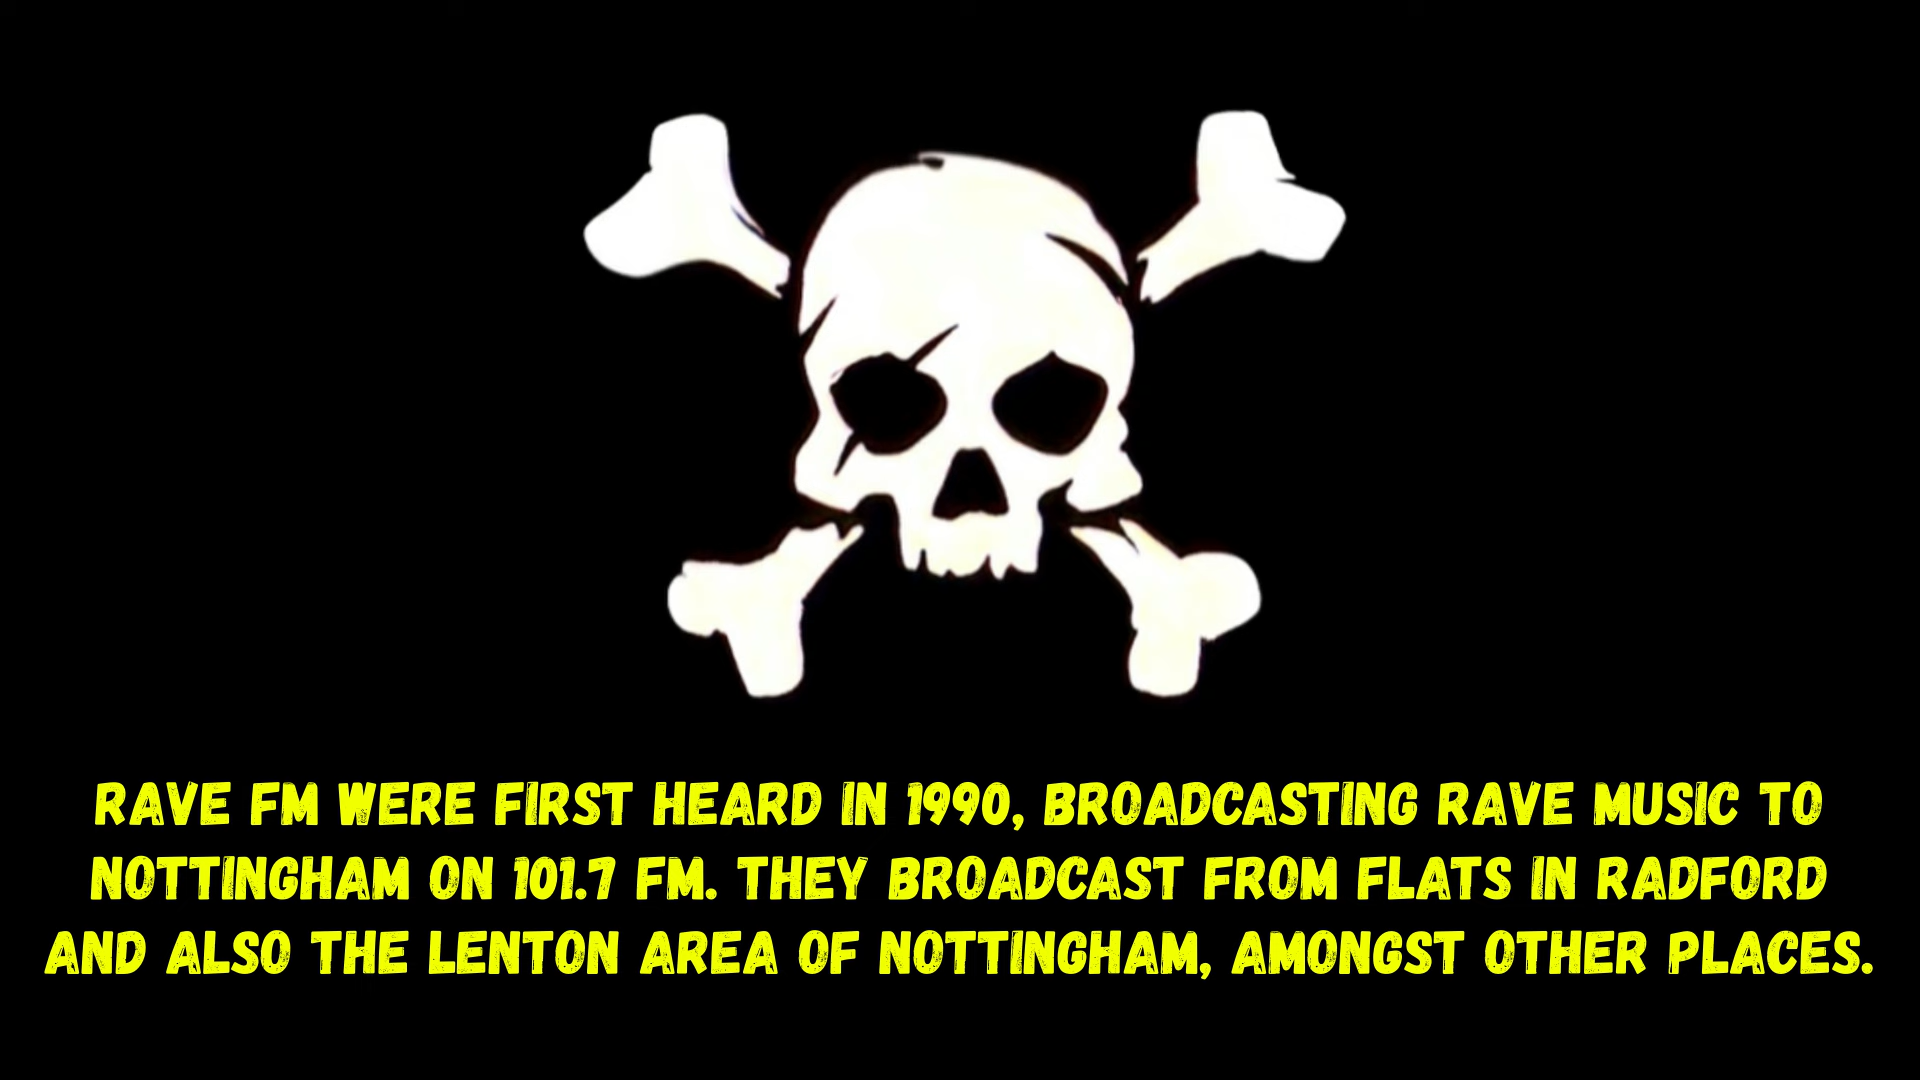 RAVE FM WERE FIRST HEARD IN 1990, BROADCASTING RAVE MUSIC TO
NOTTINGHAM ON 101.7 FM. THEY BROADCAST FROM FLATS IN RADFORD
AND ALSO THE LENTON AREA OF NOTTINGHAM, AMONGST OTHER PLACES.